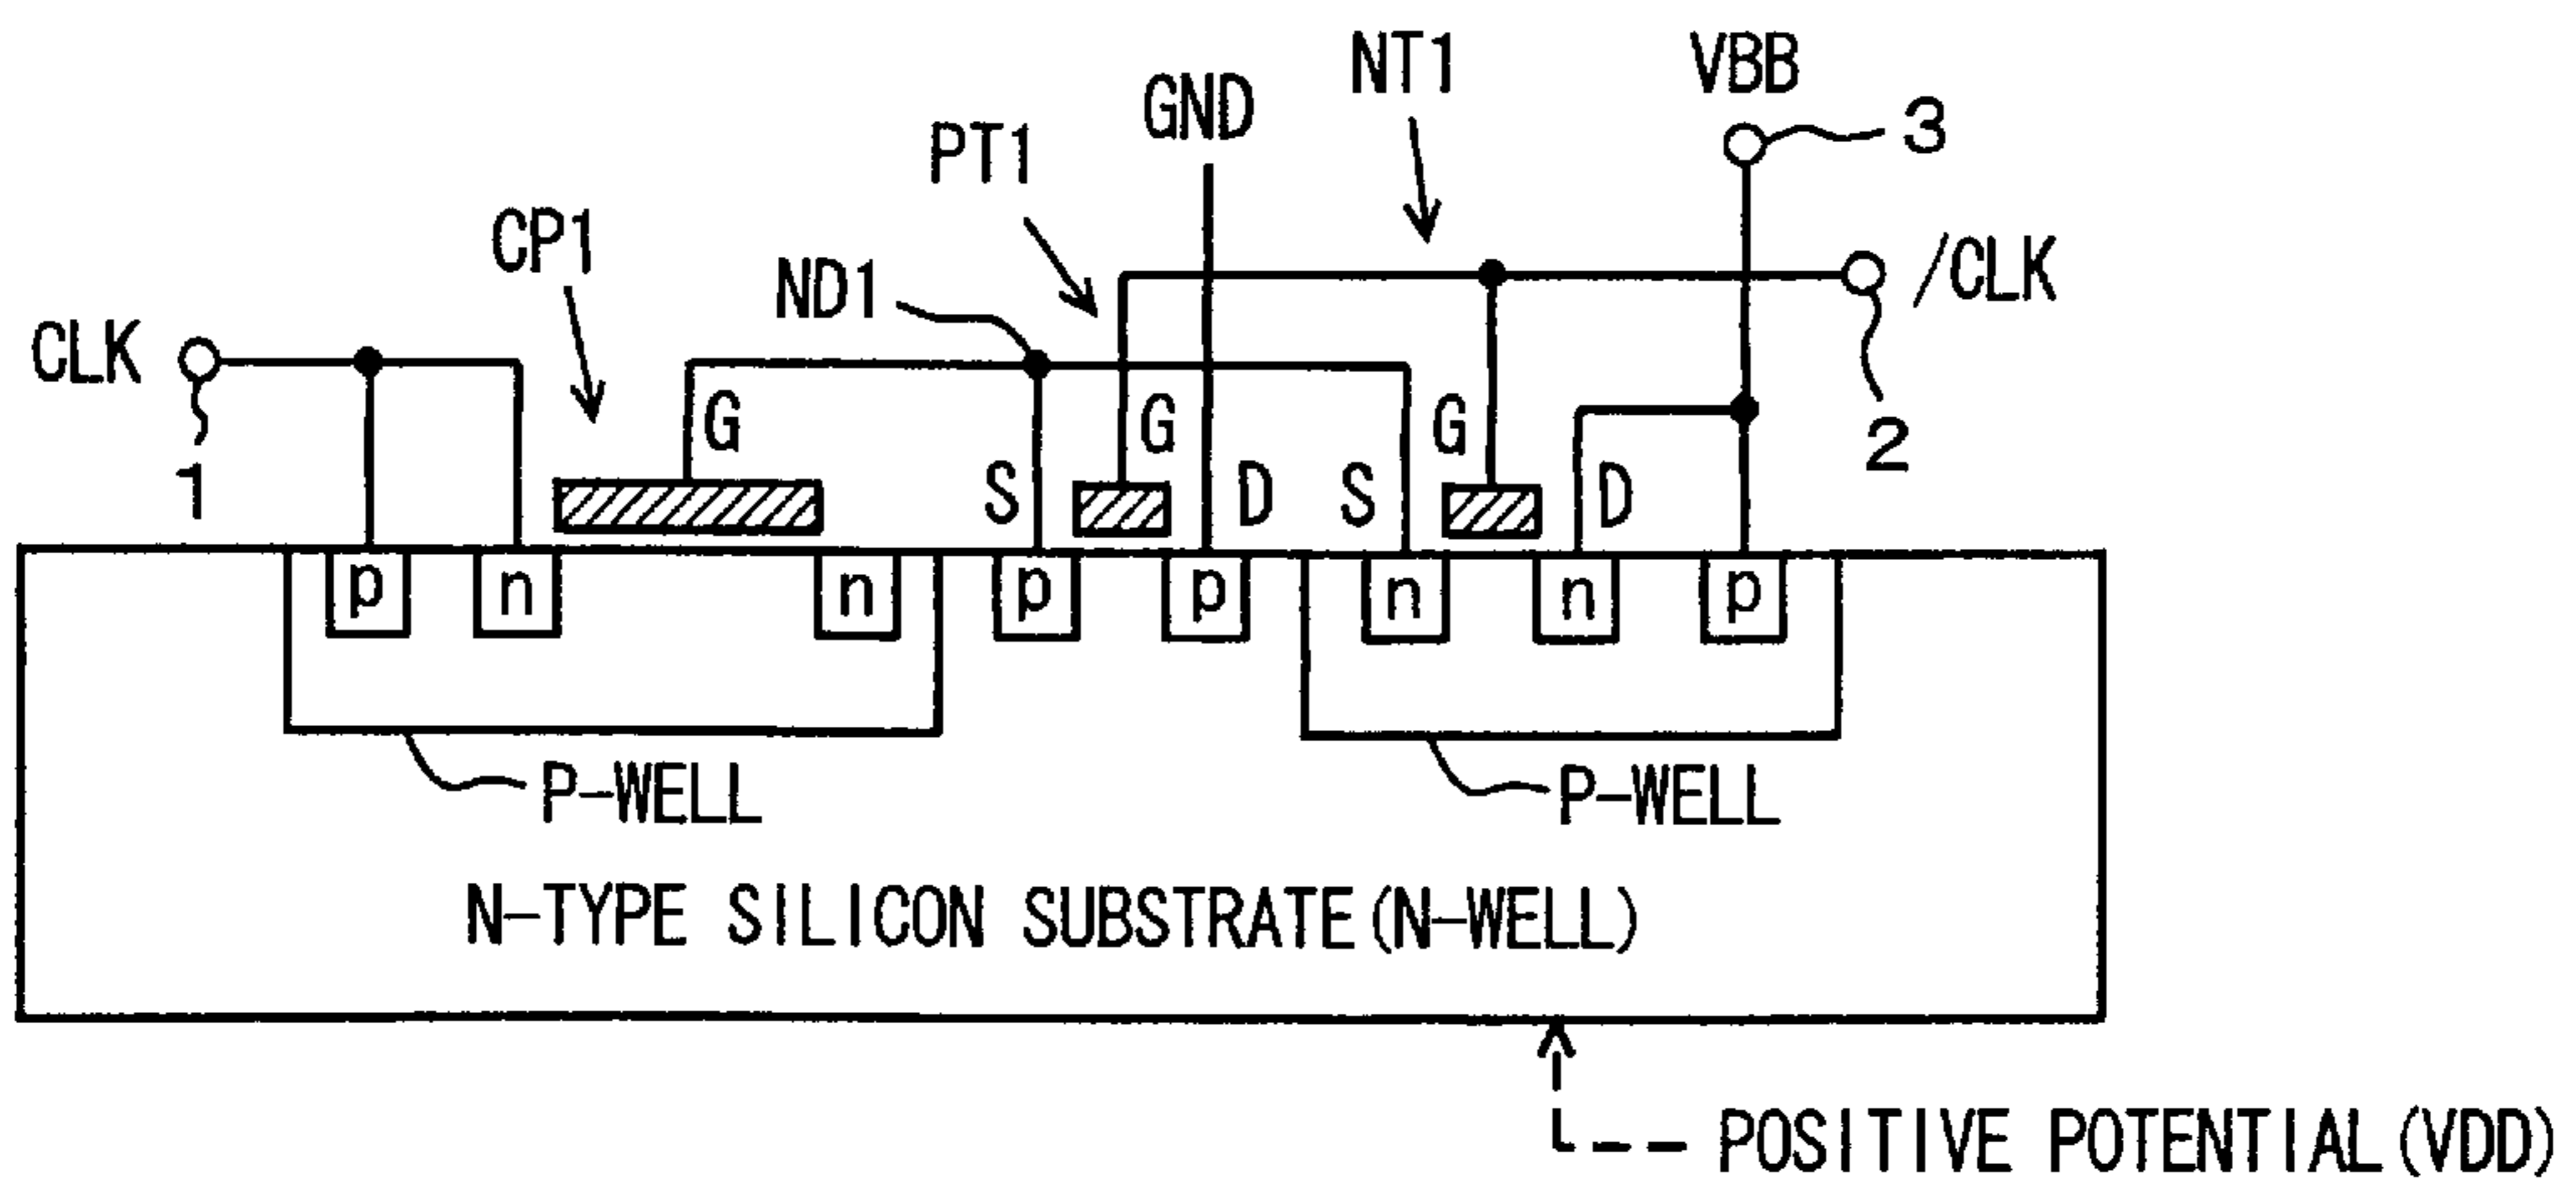 NT1
VBB
GND
3
PT1
CP1
ND1
/CLK
CLK
G
G
G
2
1
S
D
S
D
p
n
n
p
p
n
n
p
P-WELL
P-WELL
N-TYPE SILICON SUBSTRATE(N-WELL)
POSITIVE POTENTIAL(VDD)